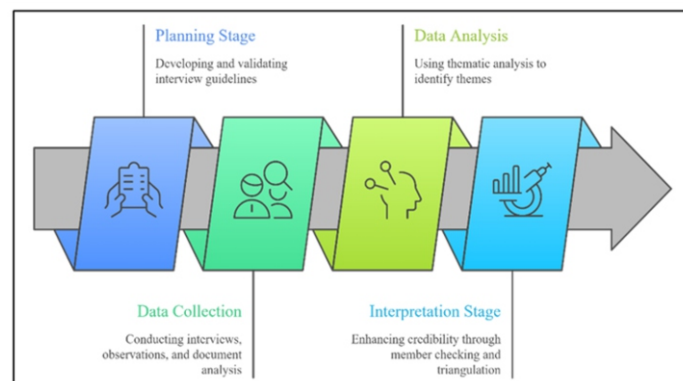 Planning Stage
Developing and validating
interview guidelines
Data Analysis
Using thematic analysis to
identify themes
Data Collection
Conducting interviews,
observations, and document
analysis
Interpretation Stage
Enhancing credibility through
member checking and
triangulation